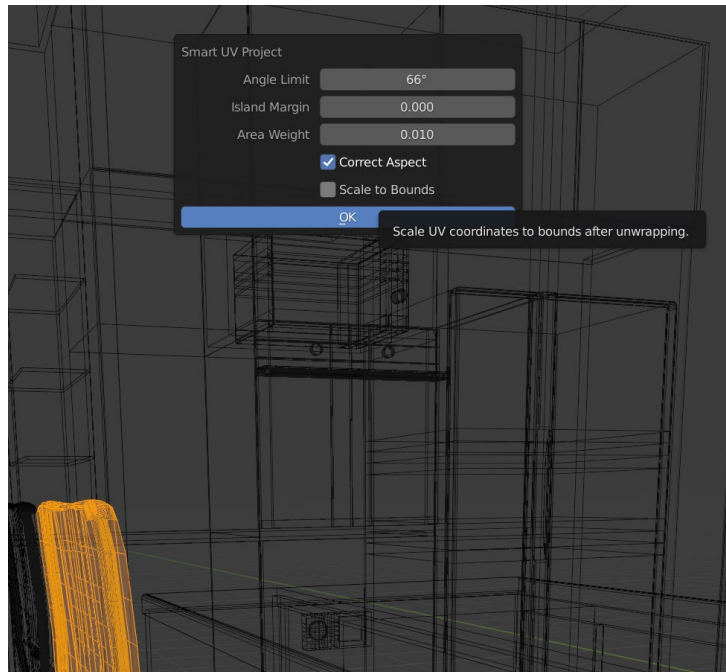 Smart UV Project
Angle Limit 66°
Island Margin 0.000
Area Weight 0.010
Correct Aspect
Scale to Bounds
OK
Scale UV coordinates to bounds after unwrapping.